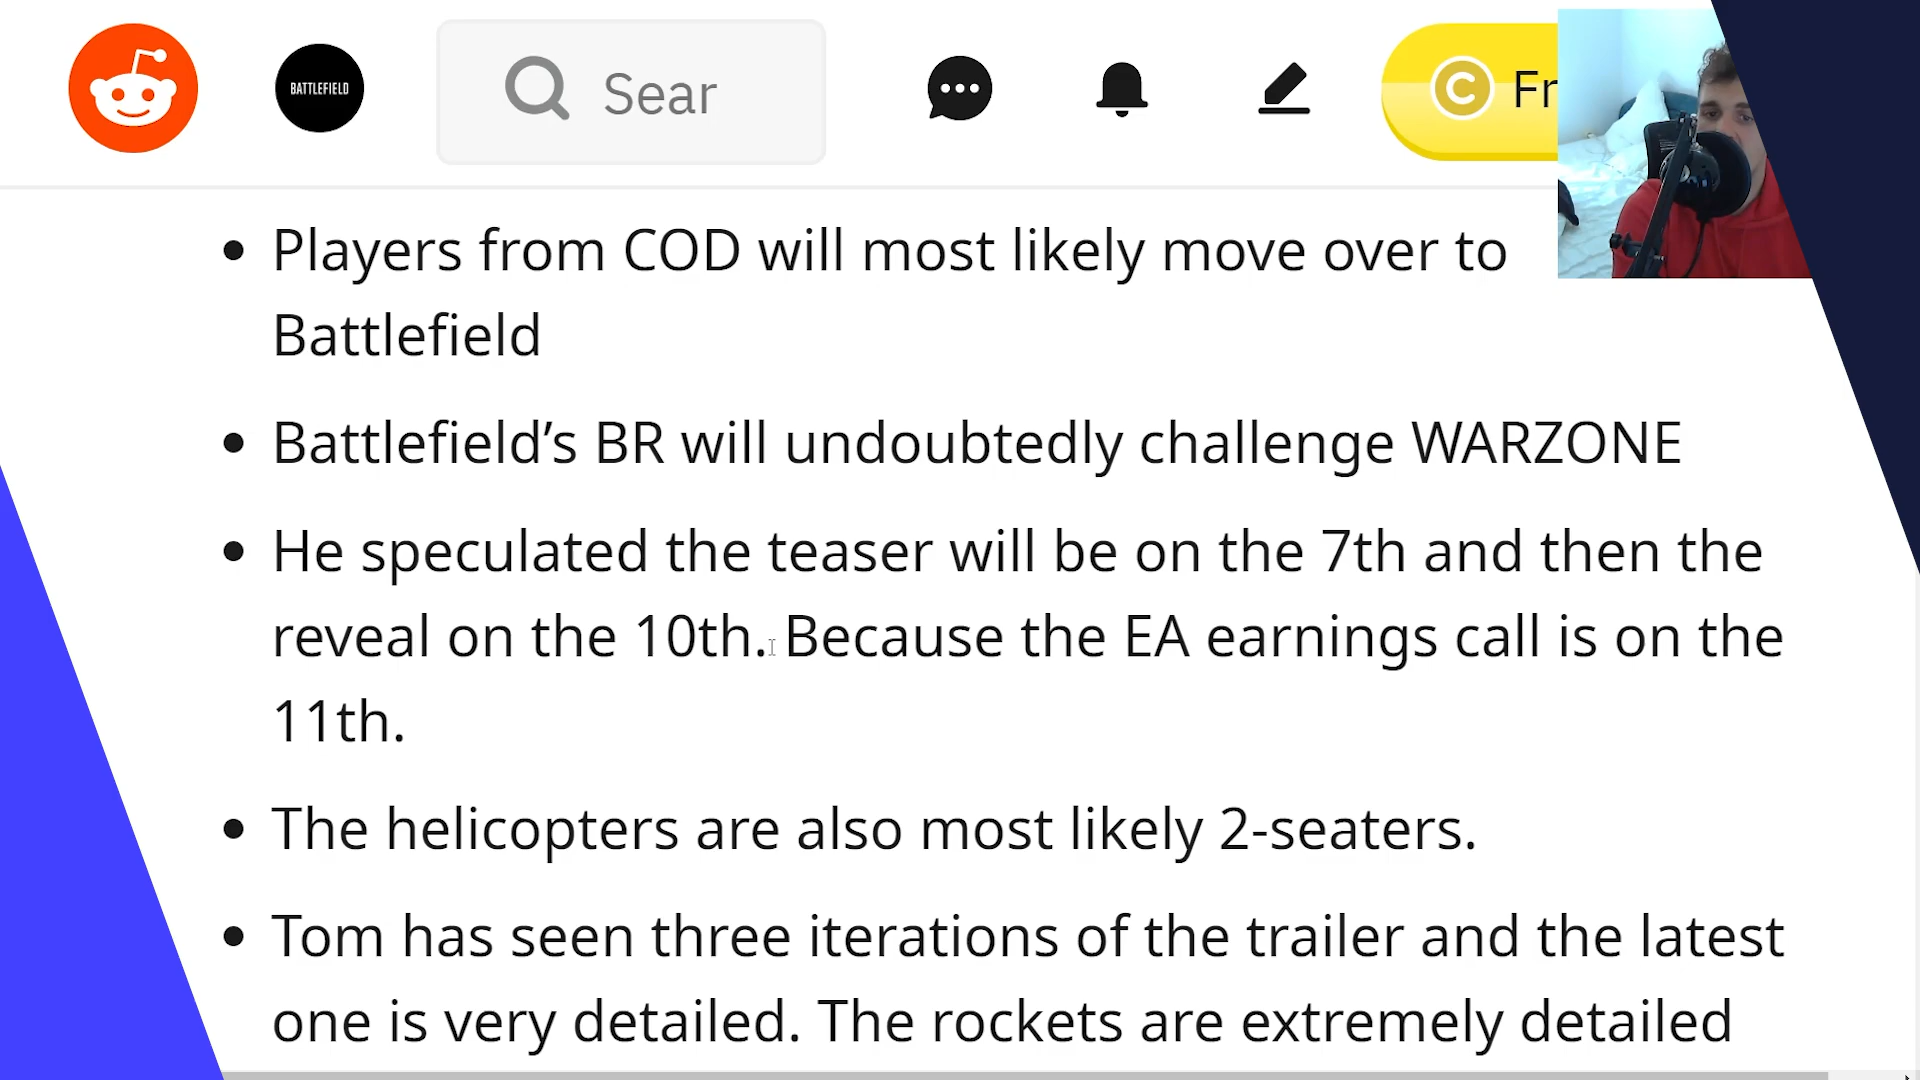 BATTLEFIELD
Sear
Fr
Players from COD will most likely move over to
Battlefield
Battlefield’s BR will undoubtedly challenge WARZONE
He speculated the teaser will be on the 7th and then the
reveal on the 10th. Because the EA earnings call is on the
11th.
The helicopters are also most likely 2-seaters.
Tom has seen three iterations of the trailer and the latest
one is very detailed. The rockets are extremely detailed